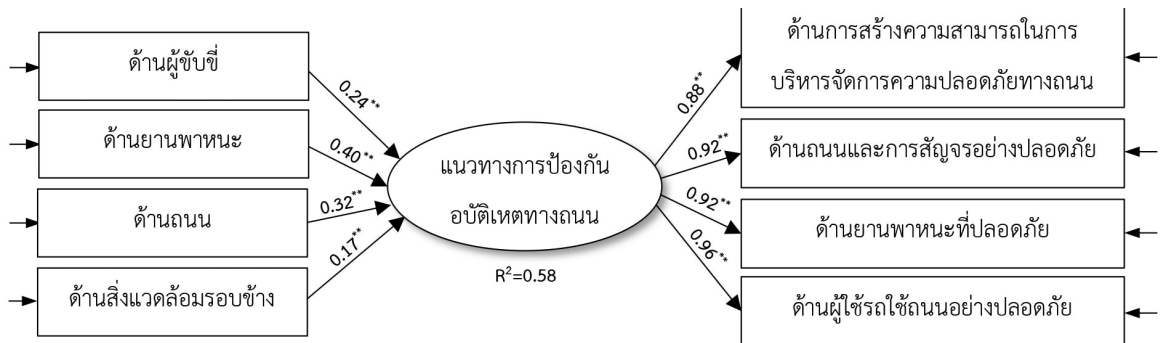 ด้านผู้ขับขี่
ด้านยานพาหนะ
ด้านถนน
ด้านสิ่งแวดล้อมรอบข้าง
0.24**
0.40**
0.32**
0.17**
แนวทางการป้องกัน
อุบัติเหตุทางถนน
R²=0.58
0.88**
0.92**
0.92**
0.96**
ด้านการสร้างความสามารถในการ
บริหารจัดการความปลอดภัยทางถนน
ด้านถนนและการสัญจรอย่างปลอดภัย
ด้านยานพาหนะที่ปลอดภัย
ด้านผู้ใช้รถใช้ถนนอย่างปลอดภัย